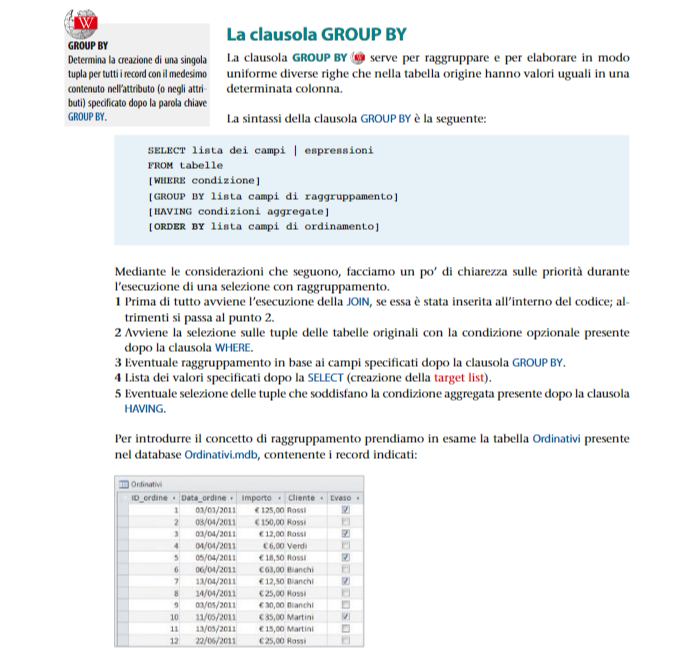 W
GROUP BY
Determina la creazione di una singola
tupla per tutti i record con il medesimo
contenuto nell'attributo (o negli attri-
buti) specificato dopo la parola chiave
GROUP BY.
La clausola GROUP BY
La clausola GROUP BY serve per raggruppare e per elaborare in modo
uniforme diverse righe che nella tabella origine hanno valori uguali in una
determinata colonna.
La sintassi della clausola GROUP BY è la seguente:
SELECT lista dei campi | espressioni
FROM tabelle
[WHERE condizione]
[GROUP BY lista campi di raggruppamento]
[HAVING condizioni aggregate]
[ORDER BY lista campi di ordinamento]
Mediante le considerazioni che seguono, facciamo un po' di chiarezza sulle priorità durante
l'esecuzione di una selezione con raggruppamento.
1 Prima di tutto avviene l'esecuzione della JOIN, se essa è stata inserita all'interno del codice; al-
trimenti si passa al punto 2.
2 Avviene la selezione sulle tuple delle tabelle originali con la condizione opzionale presente
dopo la clausola WHERE.
3 Eventuale raggruppamento in base ai campi specificati dopo la clausola GROUP BY.
4 Lista dei valori specificati dopo la SELECT (creazione della target list).
5 Eventuale selezione delle tuple che soddisfano la condizione aggregata presente dopo la clausola
HAVING.
Per introdurre il concetto di raggruppamento prendiamo in esame la tabella Ordinativi presente
nel database Ordinativi.mdb, contenente i record indicati:
Ordinativi
ID_ordine Data_ordine Importo Cliente Evaso
1 03/03/2011 € 125,00 Rossi
2 03/04/2011 € 150,00 Rossi
3 03/04/2011 € 12,00 Rossi
4 04/04/2011 € 6,00 Verdi
5 05/04/2011 € 18,50 Rossi
6 06/04/2011 € 63,00 Bianchi
7 13/04/2011 € 12,50 Bianchi
8 14/04/2011 € 25,00 Rossi
9 03/05/2011 € 30,00 Bianchi
10 11/05/2011 € 35,00 Martini
11 13/05/2011 € 15,00 Martini
12 22/06/2011 € 25,00 Rossi